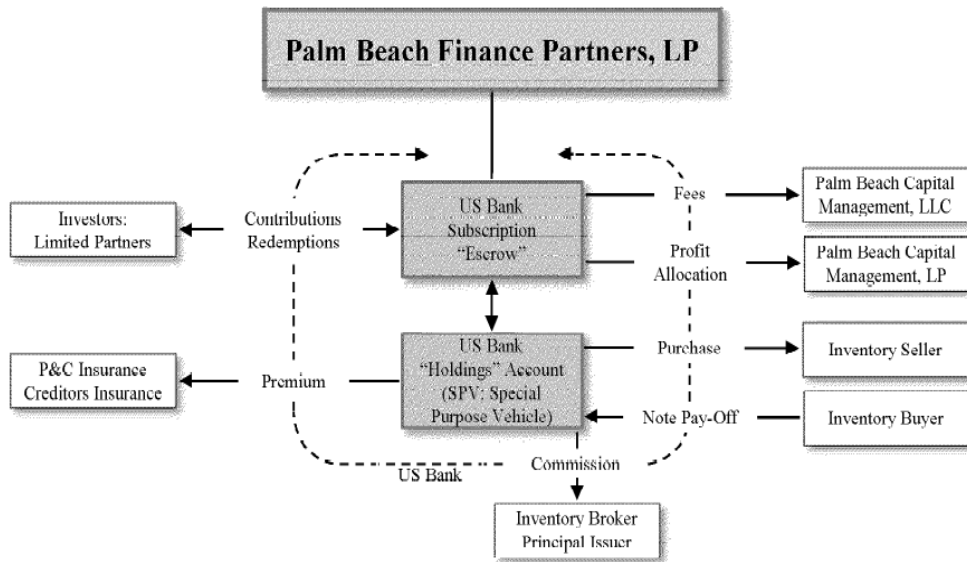 Palm Beach Finance Partners, LP
Investors:
Limited Partners
Contributions
Redemptions
US Bank
Subscription
“Escrow”
Fees
Palm Beach Capital
Management, LLC
Profit
Allocation
Palm Beach Capital
Management, LP
P&C Insurance
Creditors Insurance
Premium
US Bank
“Holdings” Account
(SPV: Special
Purpose Vehicle)
Purchase
Inventory Seller
Note Pay-Off
Inventory Buyer
US Bank
Commission
Inventory Broker
Principal Issuer